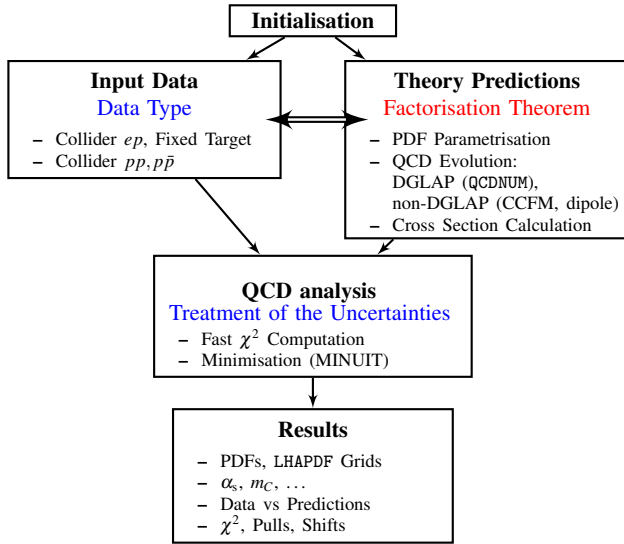 Initialisation
Input Data
Data Type
– Collider ep, Fixed Target
– Collider pp, pp̄
Theory Predictions
Factorisation Theorem
– PDF Parametrisation
– QCD Evolution:
DGLAP (QCDNUM),
non-DGLAP (CCFM, dipole)
– Cross Section Calculation
QCD analysis
Treatment of the Uncertainties
– Fast χ² Computation
– Minimisation (MINUIT)
Results
– PDFs, LHAPDF Grids
– αₛ, m_C, …
– Data vs Predictions
– χ², Pulls, Shifts